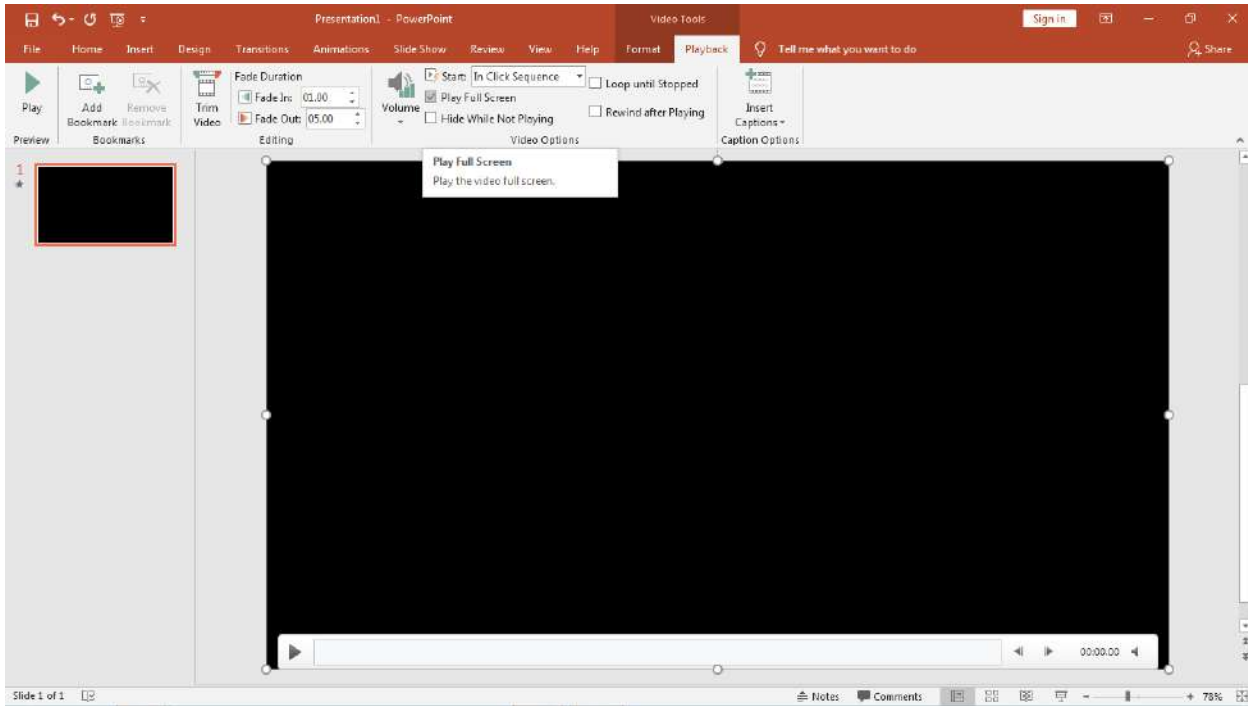 Presentation1 - PowerPoint
Video Tools
Sign in
File Home Insert Design Transitions Animations Slide Show Review View Help Format Playback Tell me what you want to do Share
Play
Preview
Add Bookmark
Remove Bookmark
Bookmarks
Trim Video
Fade Duration
Fade In: 01.00
Fade Out: 05.00
Editing
Volume
Start: In Click Sequence
Play Full Screen
Hide While Not Playing
Loop until Stopped
Rewind after Playing
Video Options
Insert Captions
Caption Options
Play Full Screen
Play the video full screen.
1
00:00.00
Slide 1 of 1
Notes Comments
78%